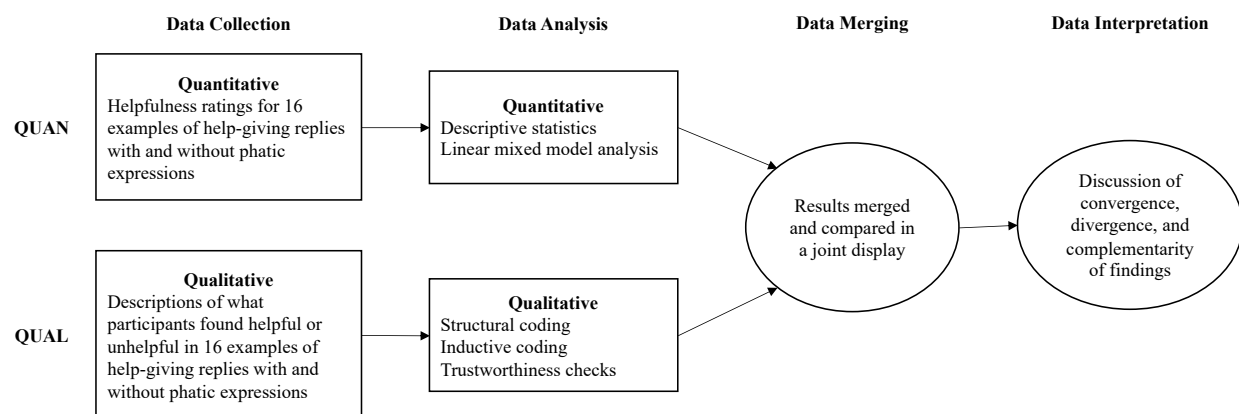 Data Collection
Data Analysis
Data Merging
Data Interpretation
QUAN
Quantitative
Helpfulness ratings for 16
examples of help-giving replies
with and without phatic
expressions
Quantitative
Descriptive statistics
Linear mixed model analysis
QUAL
Qualitative
Descriptions of what
participants found helpful or
unhelpful in 16 examples of
help-giving replies with and
without phatic expressions
Qualitative
Structural coding
Inductive coding
Trustworthiness checks
Results merged
and compared in
a joint display
Discussion of
convergence,
divergence, and
complementarity
of findings